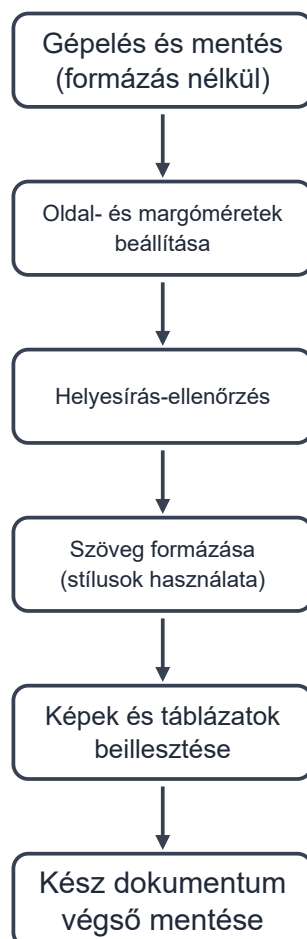 Gépelés és mentés
(formázás nélkül)
Oldal- és margóméretek
beállítása
Helyesírás-ellenőrzés
Szöveg formázása
(stílusok használata)
Képek és táblázatok
beillesztése
Kész dokumentum
végső mentése